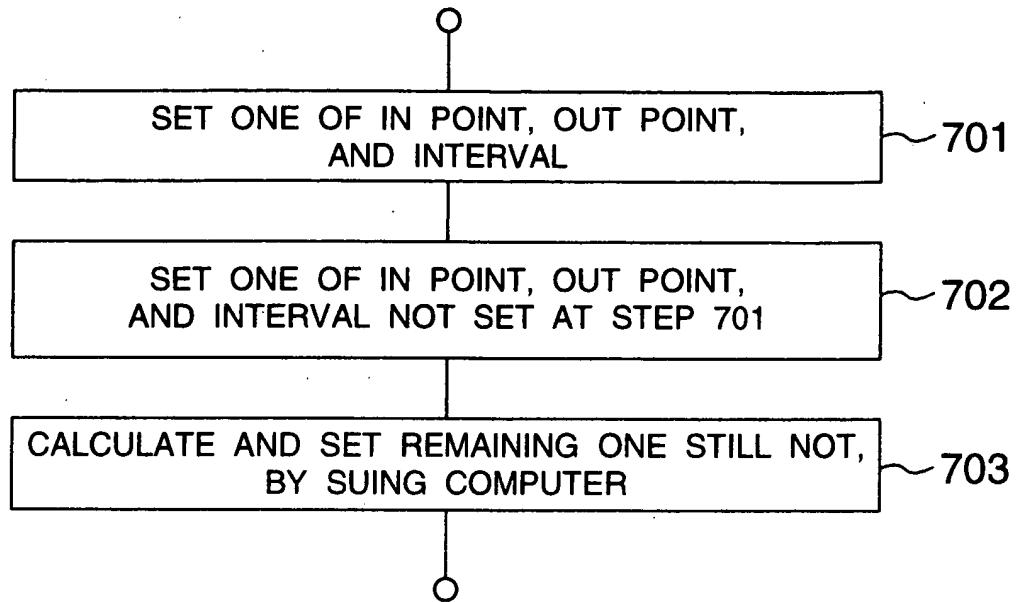 SET ONE OF IN POINT, OUT POINT,
AND INTERVAL
701
SET ONE OF IN POINT, OUT POINT,
AND INTERVAL NOT SET AT STEP 701
702
CALCULATE AND SET REMAINING ONE STILL NOT,
BY SUING COMPUTER
703